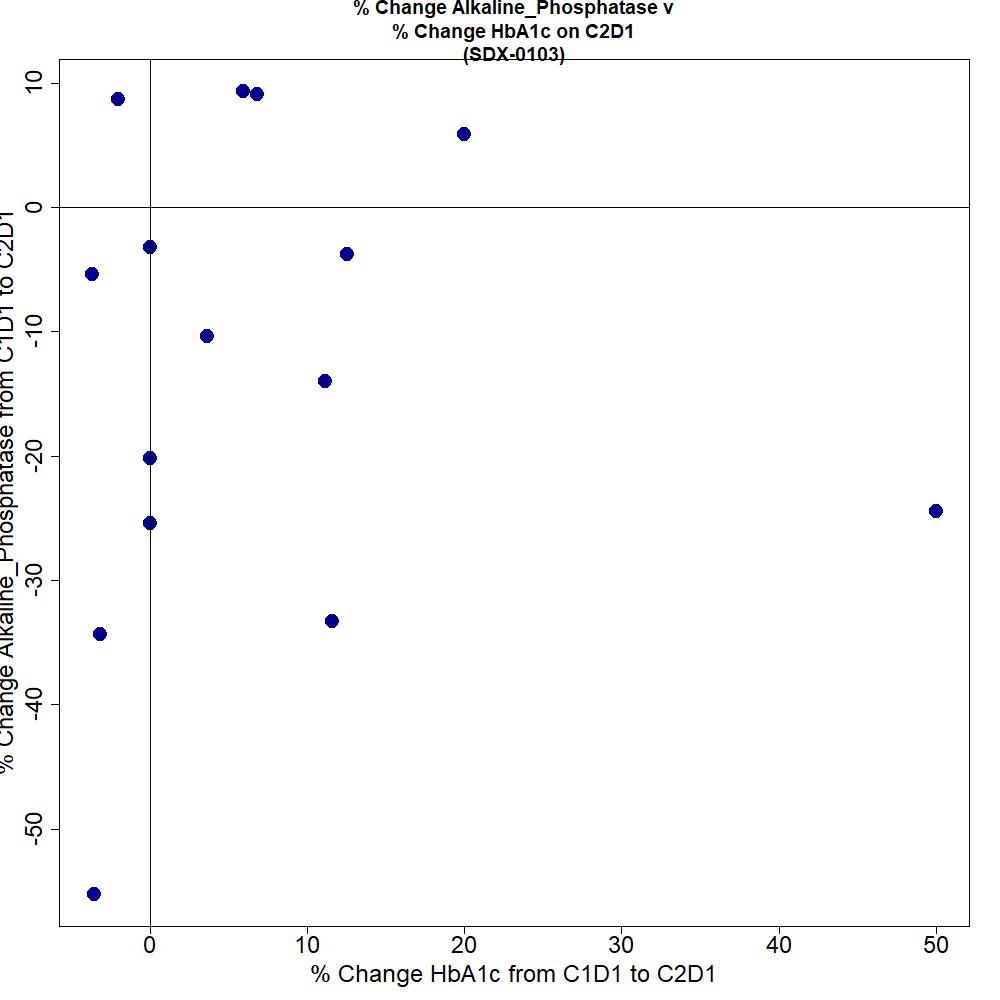 % Change Alkaline_Phosphatase v
% Change HbA1c on C2D1
(SDX-0103)
% Change Alkaline_Phosphatase from C1D1 to C2D1
10
0
-10
-20
-30
-40
-50
0 10 20 30 40 50
% Change HbA1c from C1D1 to C2D1